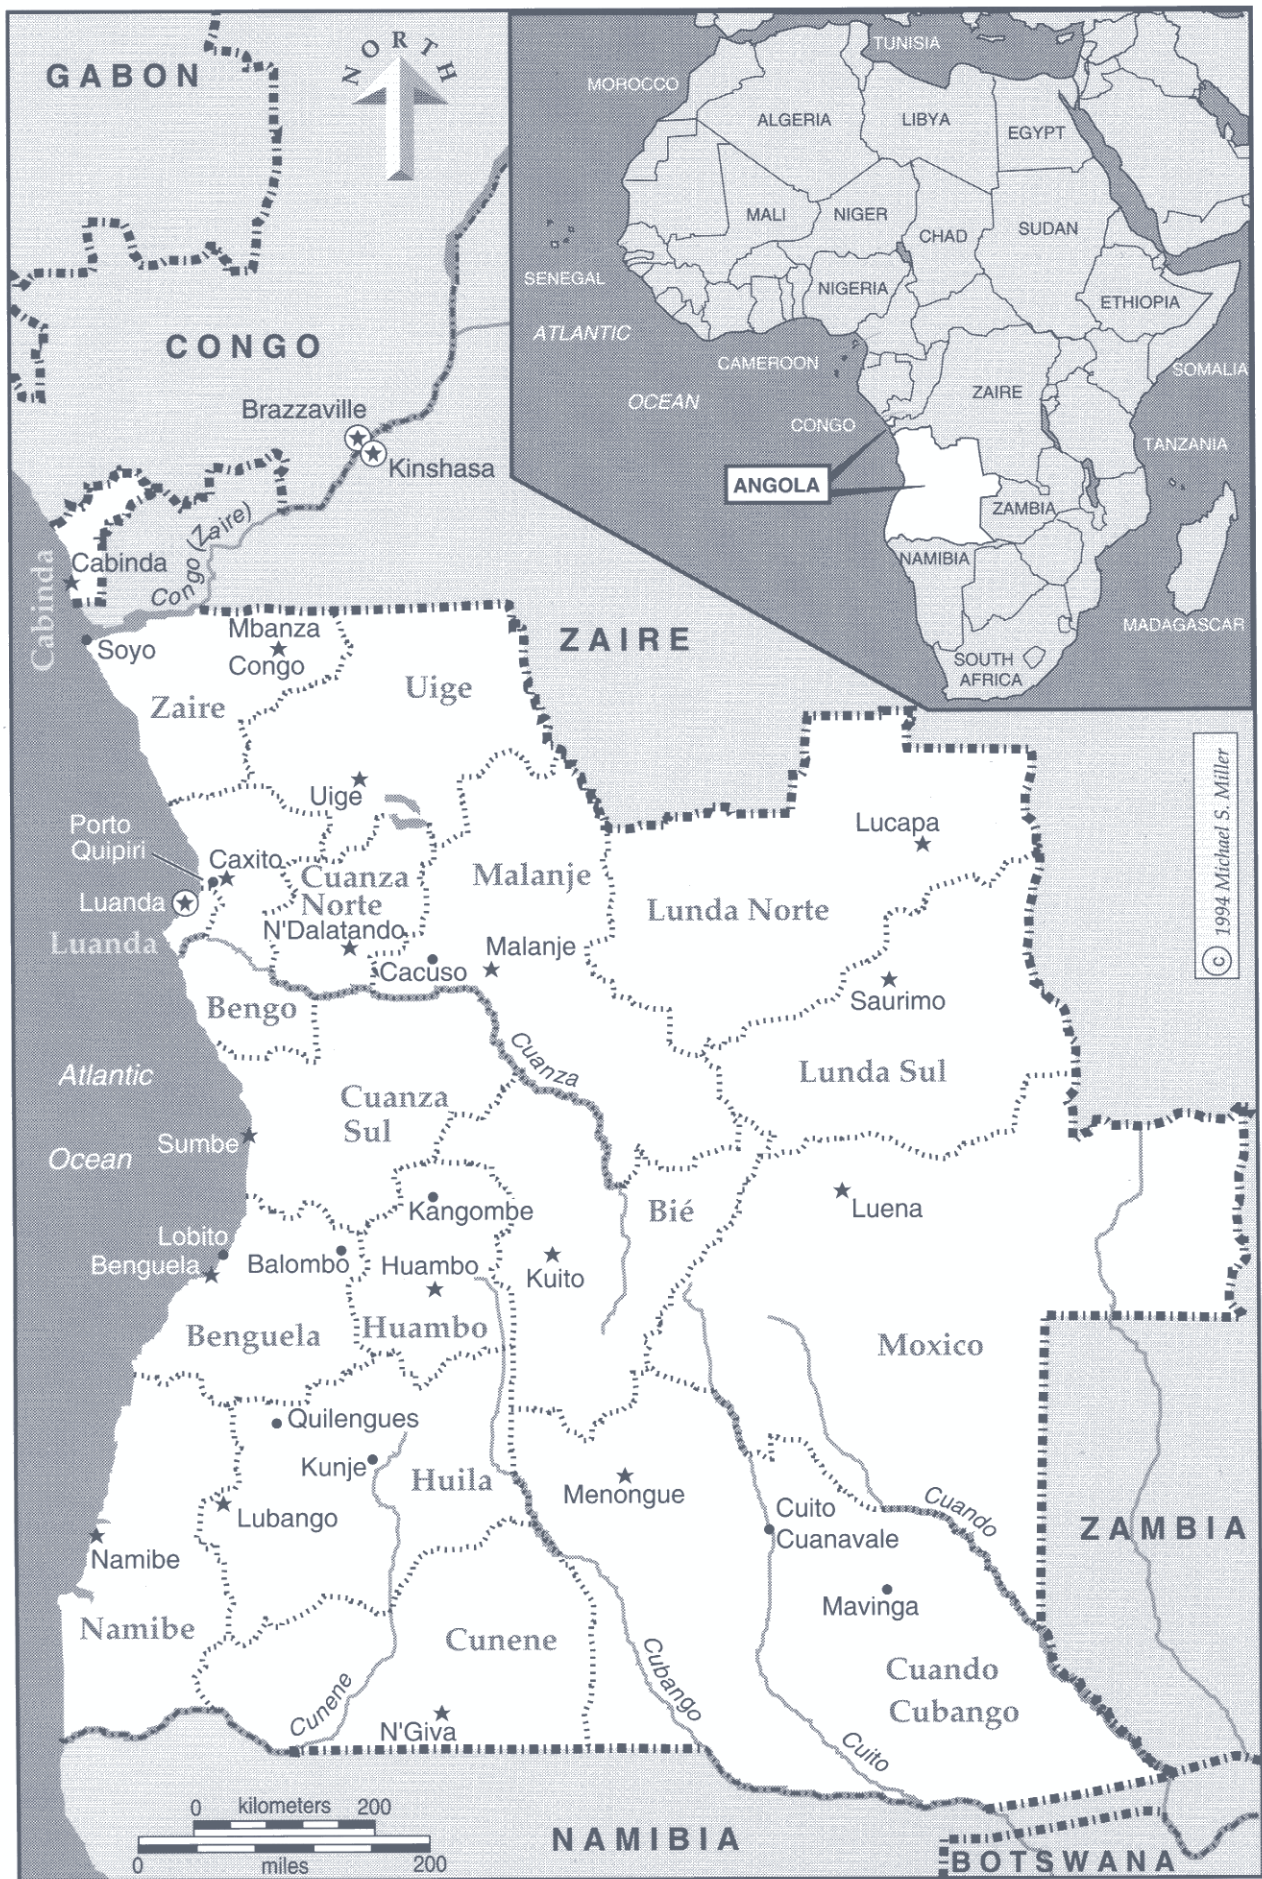 GABON
NORTH
CONGO
Brazzaville
Kinshasa
Congo (Zaire)
Cabinda
Cabinda
TUNISIA
MOROCCO
ALGERIA
LIBYA
EGYPT
MALI
NIGER
CHAD
SUDAN
SENEGAL
NIGERIA
ETHIOPIA
ATLANTIC
OCEAN
CAMEROON
SOMALIA
ZAIRE
CONGO
TANZANIA
ANGOLA
ZAMBIA
NAMIBIA
MADAGASCAR
SOUTH
AFRICA
Soyo
Mbanza
Congo
ZAIRE
Zaire
Uige
Uige
© 1994 Michael S. Miller
Porto
Quipiri
Caxito
Luanda
Luanda
Cuanza
Norte
N'Dalatando
Malanje
Cacuso
Malanje
Lucapa
Lunda Norte
Saurimo
Bengo
Cuanza
Lunda Sul
Atlantic
Ocean
Cuanza
Sul
Sumbe
Kangombe
Bié
Luena
Lobito
Benguela
Balombo
Huambo
Kuito
Benguela
Huambo
Moxico
Quilengues
Kunje
Huila
Menongue
Lubango
Cuito
Cuanavale
Cuando
ZAMBIA
Namibe
Mavinga
Namibe
Cunene
Cunene
N'Giva
Cubango
Cuito
Cuando
Cubango
0 kilometers 200
0 miles 200
NAMIBIA
BOTSWANA